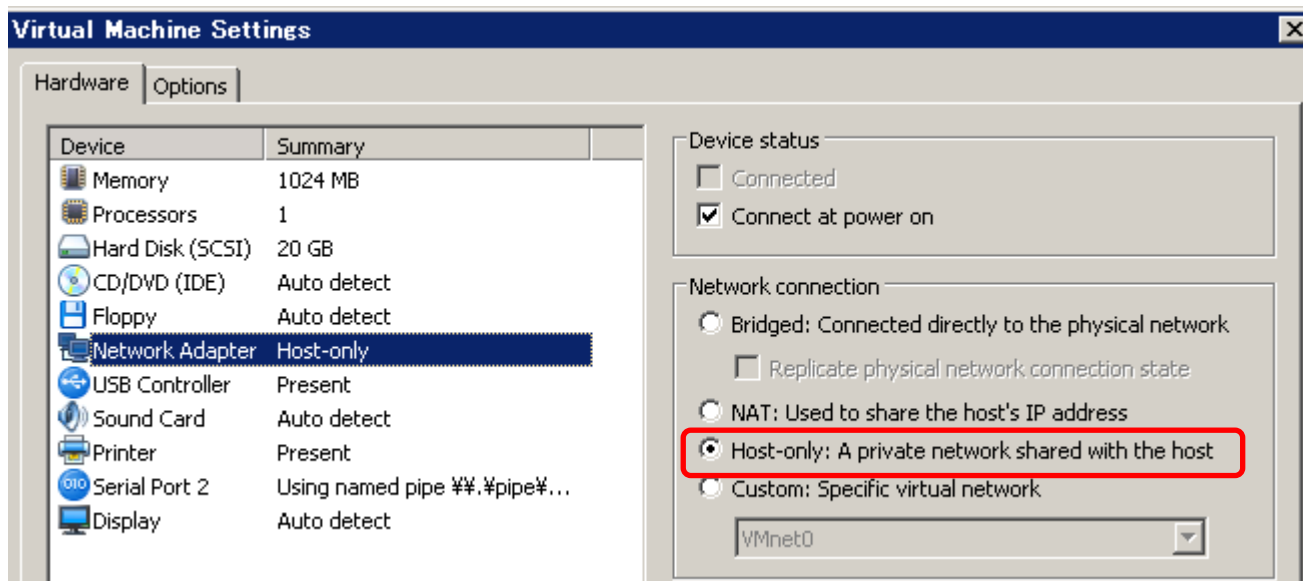 Virtual Machine Settings
Hardware
Options
Device Summary
Memory 1024 MB
Processors 1
Hard Disk (SCSI) 20 GB
CD/DVD (IDE) Auto detect
Floppy Auto detect
Network Adapter Host-only
USB Controller Present
Sound Card Auto detect
Printer Present
010 Serial Port 2 Using named pipe ¥¥.¥pipe¥...
Display Auto detect
Device status
Connected
Connect at power on
Network connection
Bridged: Connected directly to the physical network
Replicate physical network connection state
NAT: Used to share the host's IP address
Host-only: A private network shared with the host
Custom: Specific virtual network
VMnet0